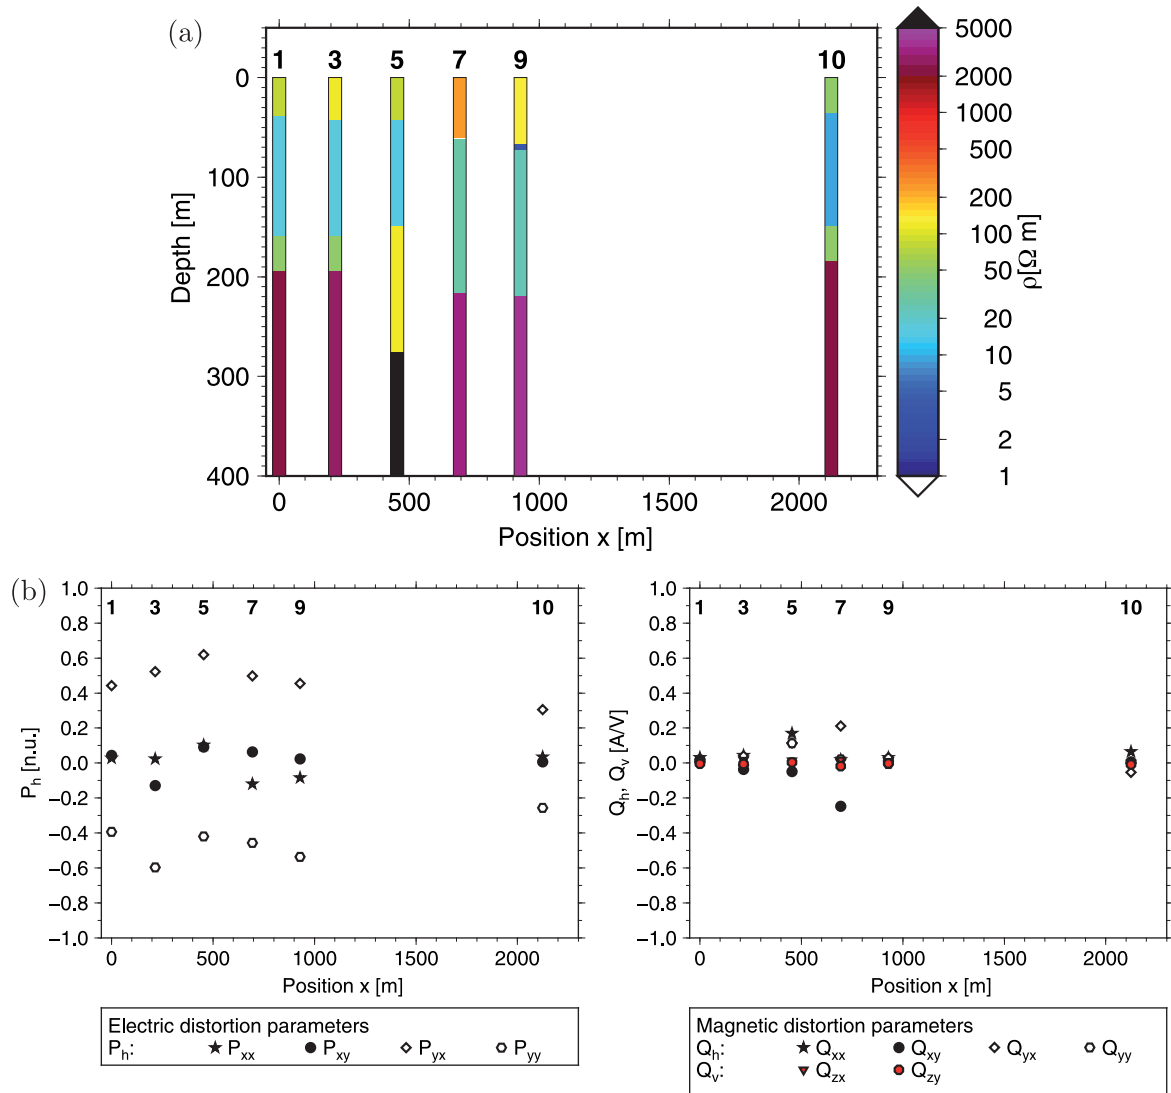 (a)
1 3 5 7 9 10
0
100
200
300
400
Depth [m]
0 500 1000 1500 2000
Position x [m]
5000
2000
1000
500
200
100
50
20
10
5
2
1
ρ[Ω m]
(b)
1 3 5 7 9 10
1.0
0.8
0.6
0.4
0.2
0.0
−0.2
−0.4
−0.6
−0.8
−1.0
P_h [n.u.]
0 500 1000 1500 2000
Position x [m]
Electric distortion parameters
P_h: P_xx P_xy P_yx P_yy
1 3 5 7 9 10
1.0
0.8
0.6
0.4
0.2
0.0
−0.2
−0.4
−0.6
−0.8
−1.0
Q_h, Q_v [A/V]
0 500 1000 1500 2000
Position x [m]
Magnetic distortion parameters
Q_h: Q_xx Q_xy Q_yx Q_yy
Q_v: Q_zx Q_zy